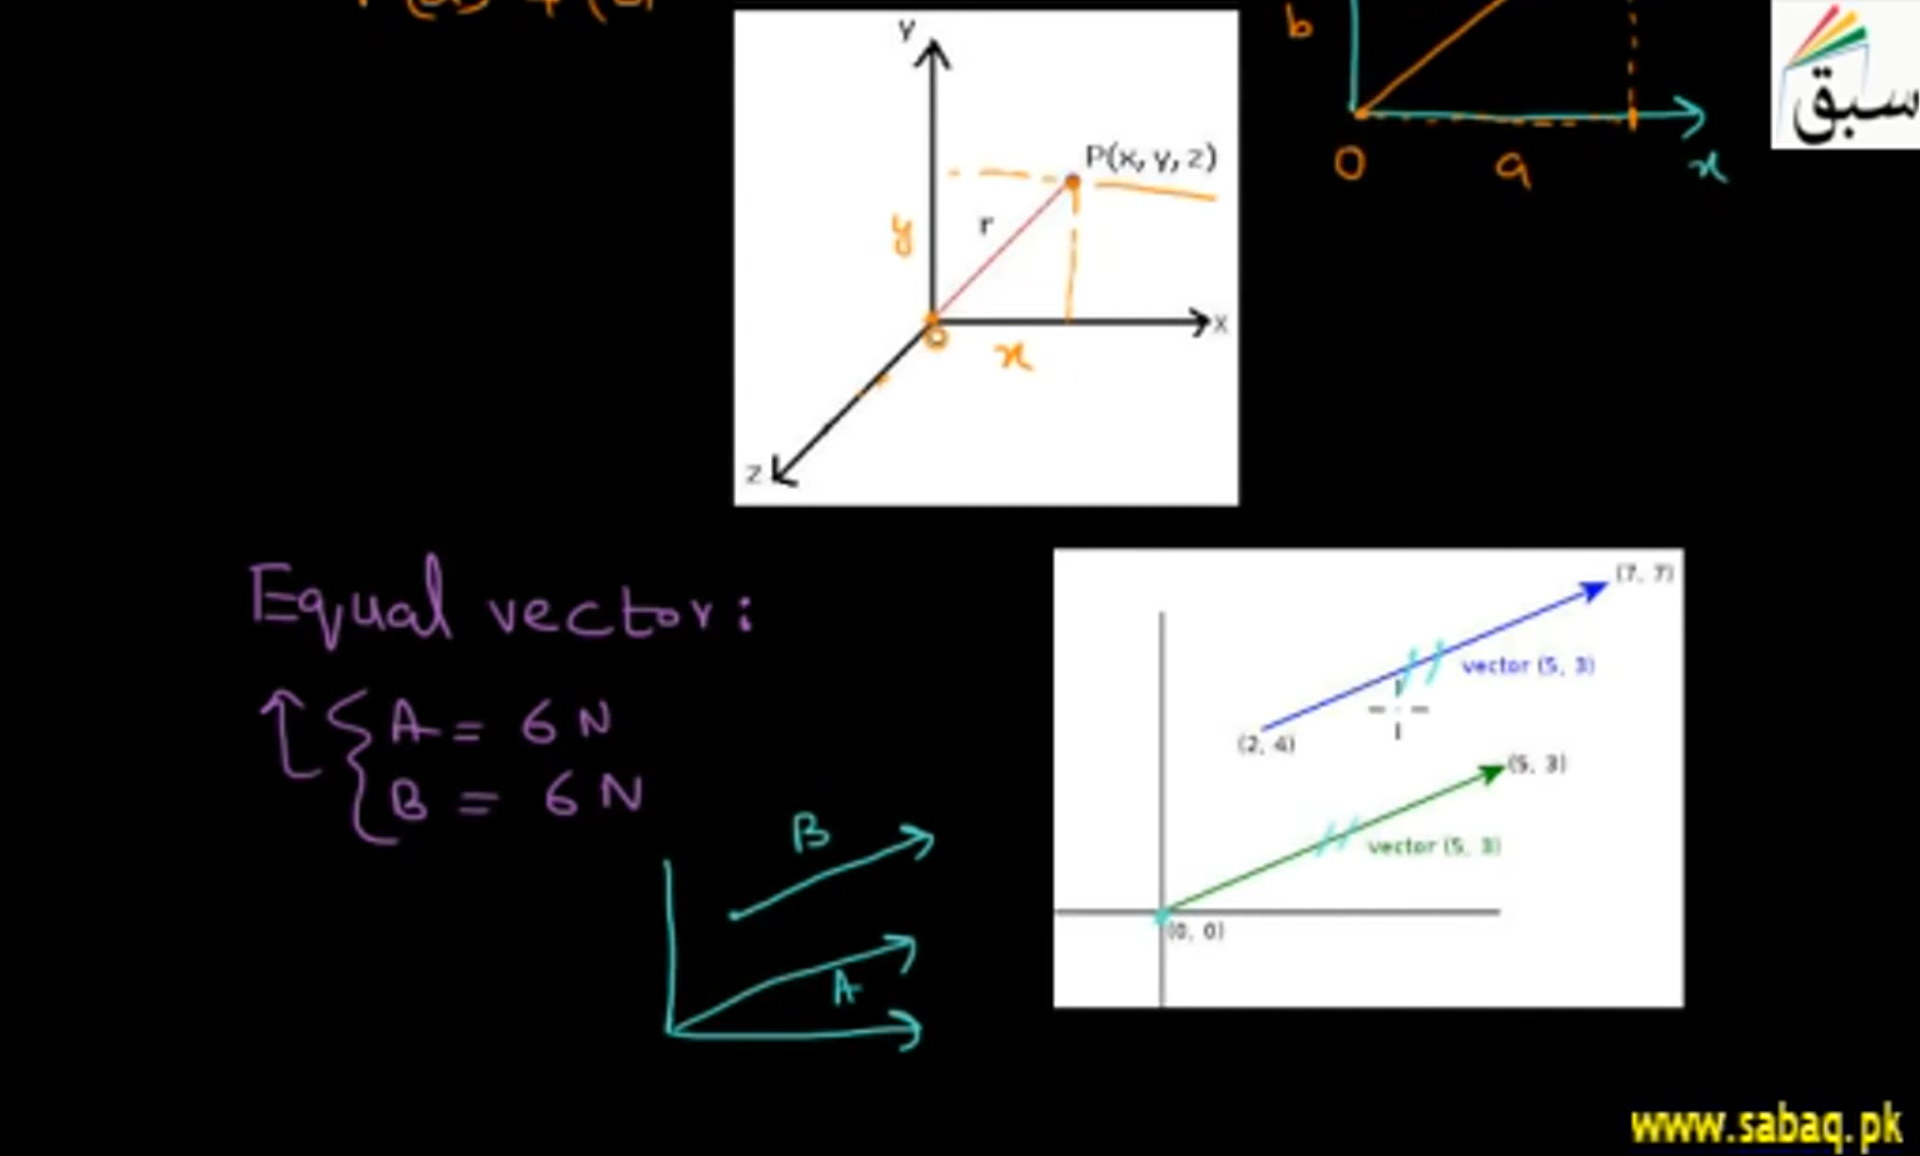 b
سبق
O a x
Y
P(x, y, z)
y
r
X
O
x
Z
Equal vector:
A = 6 N
B = 6 N
B
A
(7, 7)
vector (5, 3)
(2, 4)
(5, 3)
vector (5, 3)
(0, 0)
www.sabaq.pk